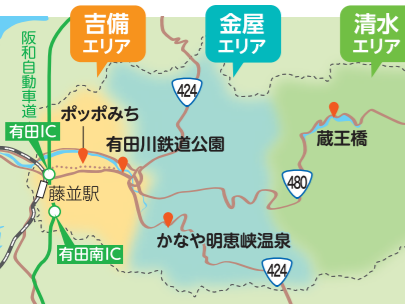 吉備
エリア
金屋
エリア
清水
エリア
阪和自動車道
424
ポッポみち
有田IC
有田川鉄道公園
蔵王橋
藤並駅
480
有田南IC
かなや明恵峡温泉
424